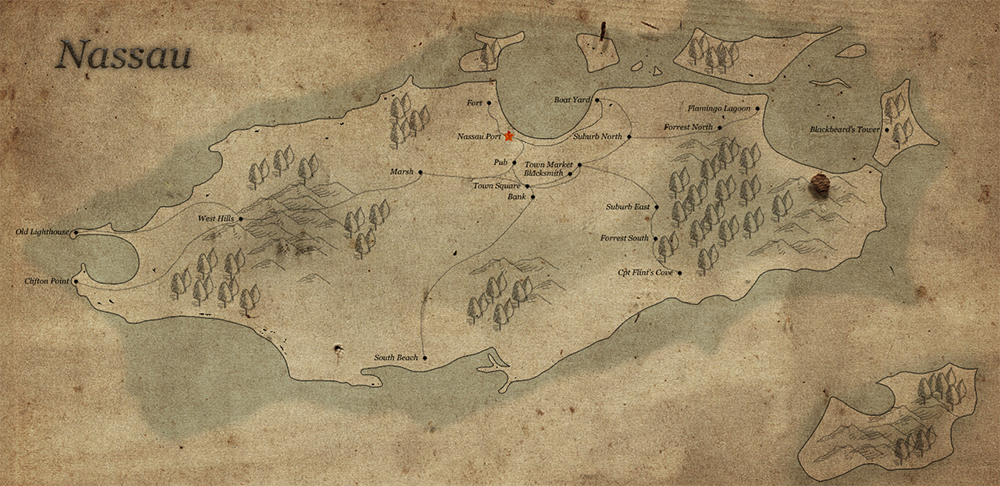 Nassau
Fort
Boat Yard
Flamingo Lagoon
Nassau Port
Suburb North
Forrest North
Blackbeard's Tower
Pub
Town Market
Blacksmith
Marsh
Town Square
Bank
Suburb East
West Hills
Old Lighthouse
Forrest South
Cpt Flint's Cove
Clifton Point
South Beach